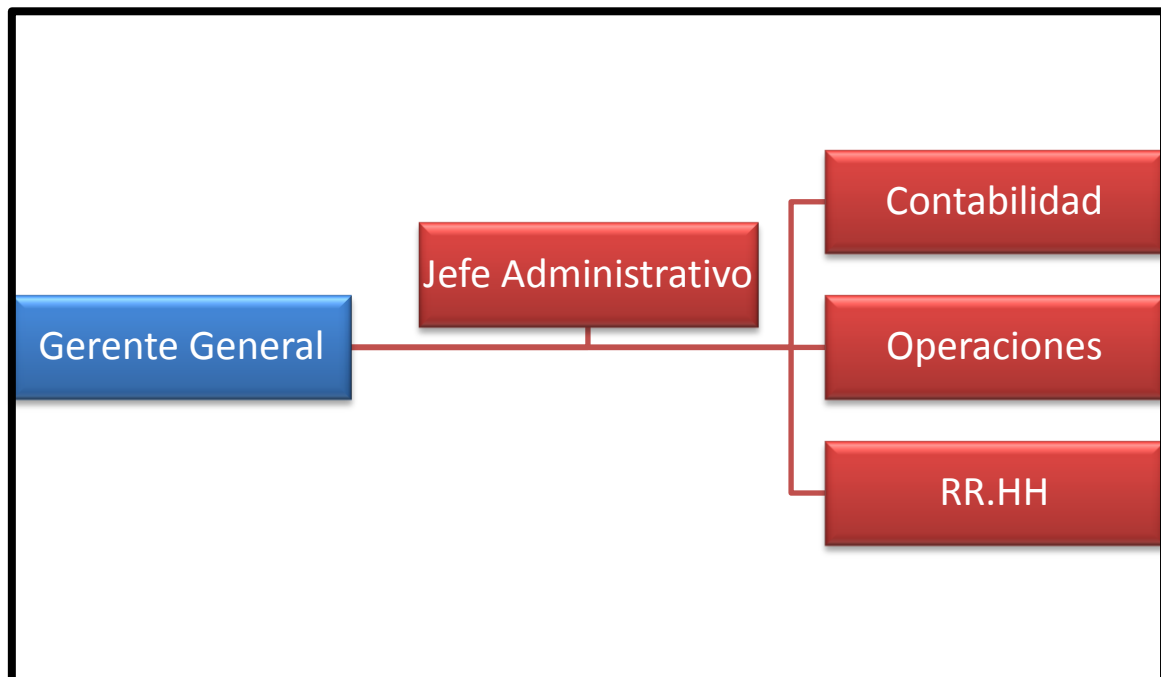 Gerente General
Jefe Administrativo
Contabilidad
Operaciones
RR.HH